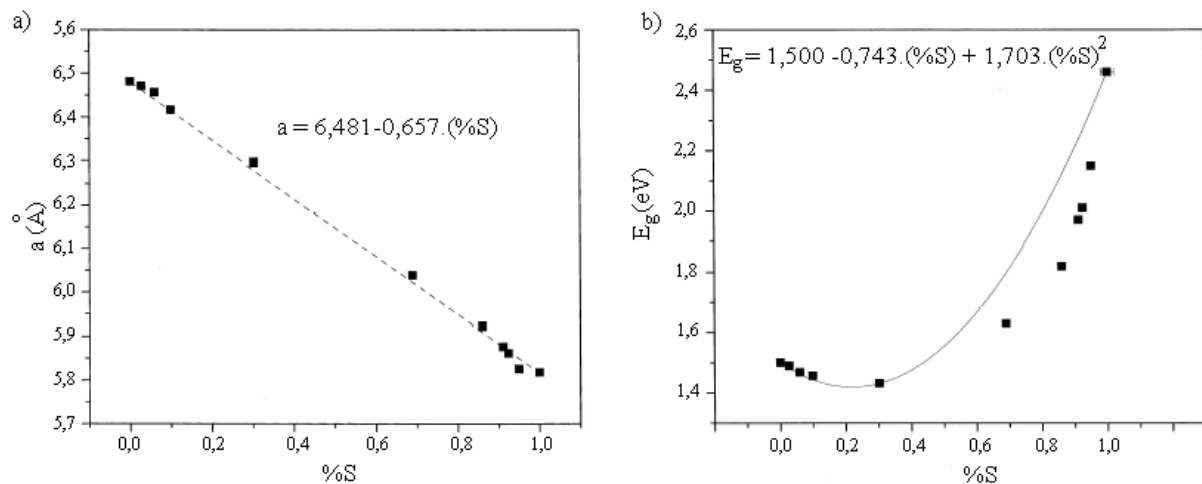 a)
5,6
6,5
6,4
6,3
6,2
6,1
6,0
5,9
5,8
5,7
a(Å)
a = 6,481-0,657.(%S)
0,0 0,2 0,4 0,6 0,8 1,0
%S
b)
2,6
2,4
2,2
2,0
1,8
1,6
1,4
Eg(eV)
Eg = 1,500 -0,743.(%S) + 1,703.(%S)²
0,0 0,2 0,4 0,6 0,8 1,0
%S